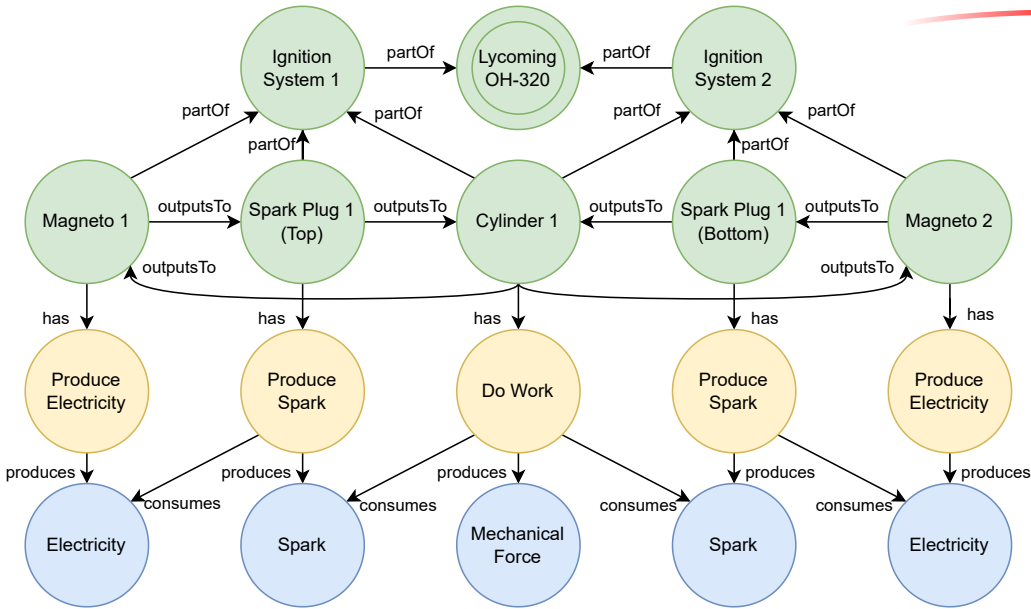 Ignition
System 1
partOf
Lycoming
OH-320
partOf
Ignition
System 2
partOf
partOf
partOf
partOf
partOf
partOf
Magneto 1
outputsTo
Spark Plug 1
(Top)
outputsTo
Cylinder 1
outputsTo
Spark Plug 1
(Bottom)
outputsTo
Magneto 2
outputsTo
outputsTo
has
has
has
has
has
Produce
Electricity
Produce
Spark
Do Work
Produce
Spark
Produce
Electricity
produces
produces
produces
produces
produces
consumes
consumes
consumes
consumes
Electricity
Spark
Mechanical
Force
Spark
Electricity